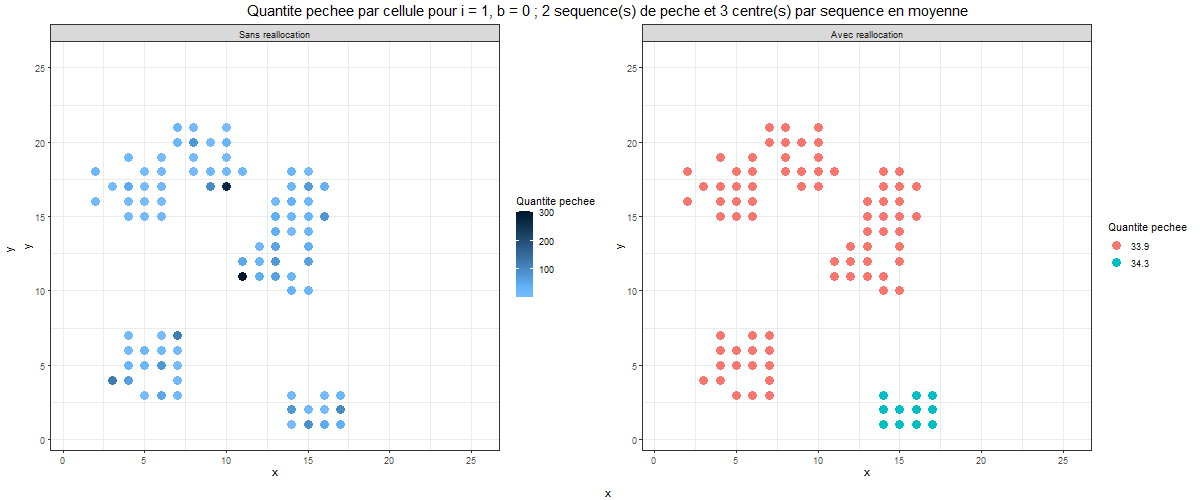 Quantite pechee par cellule pour i = 1, b = 0 ; 2 sequence(s) de peche et 3 centre(s) par sequence en moyenne
Sans reallocation
25
20
15
10
5
0
0 5 10 15 20 25
x
y
y
Quantite pechee
300
200
100
Avec reallocation
25
20
15
10
5
0
0 5 10 15 20 25
x
y
Quantite pechee
33.9
34.3
x